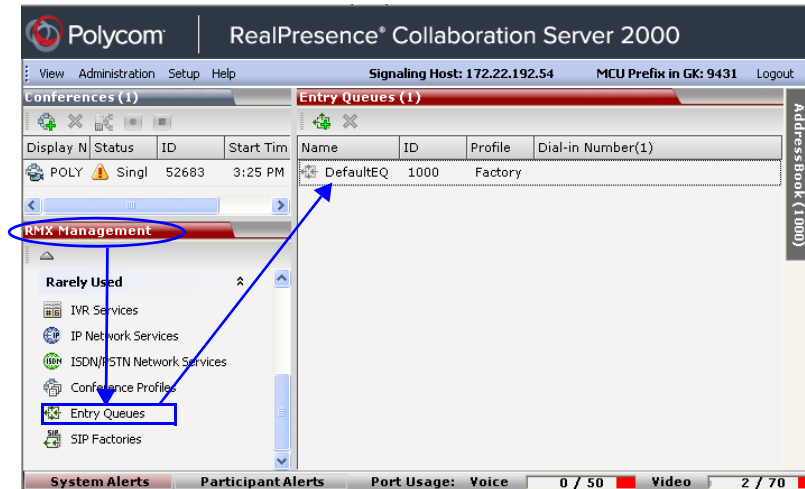 Polycom RealPresence® Collaboration Server 2000
View Administration Setup Help Signaling Host: 172.22.192.54 MCU Prefix in GK: 9431 Logout
Conferences (1)
Display N Status ID Start Tim
POLY Singl 52683 3:25 PM
RMX Management
Rarely Used
IVR Services
IP Network Services
ISDN/PSTN Network Services
Conference Profiles
Entry Queues
SIP Factories
Entry Queues (1)
Name ID Profile Dial-in Number(1)
DefaultEQ 1000 Factory
Address Book (1000)
System Alerts Participant Alerts Port Usage: Voice 0 / 50 Video 2 / 70